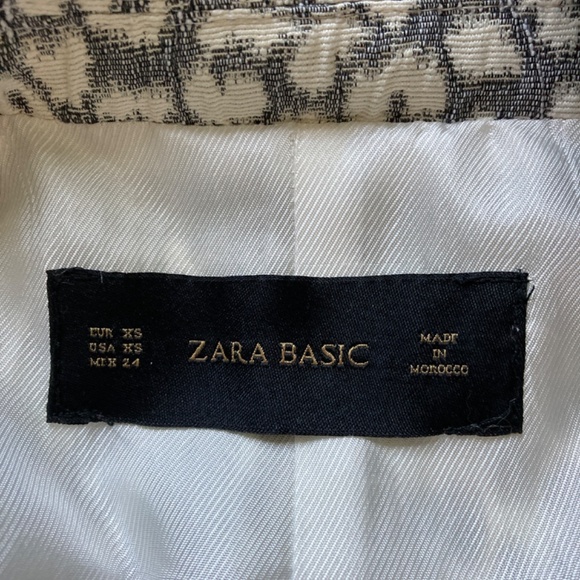 EUR XS
USA XS
MEX 24
ZARA BASIC
MADE
IN
MOROCCO